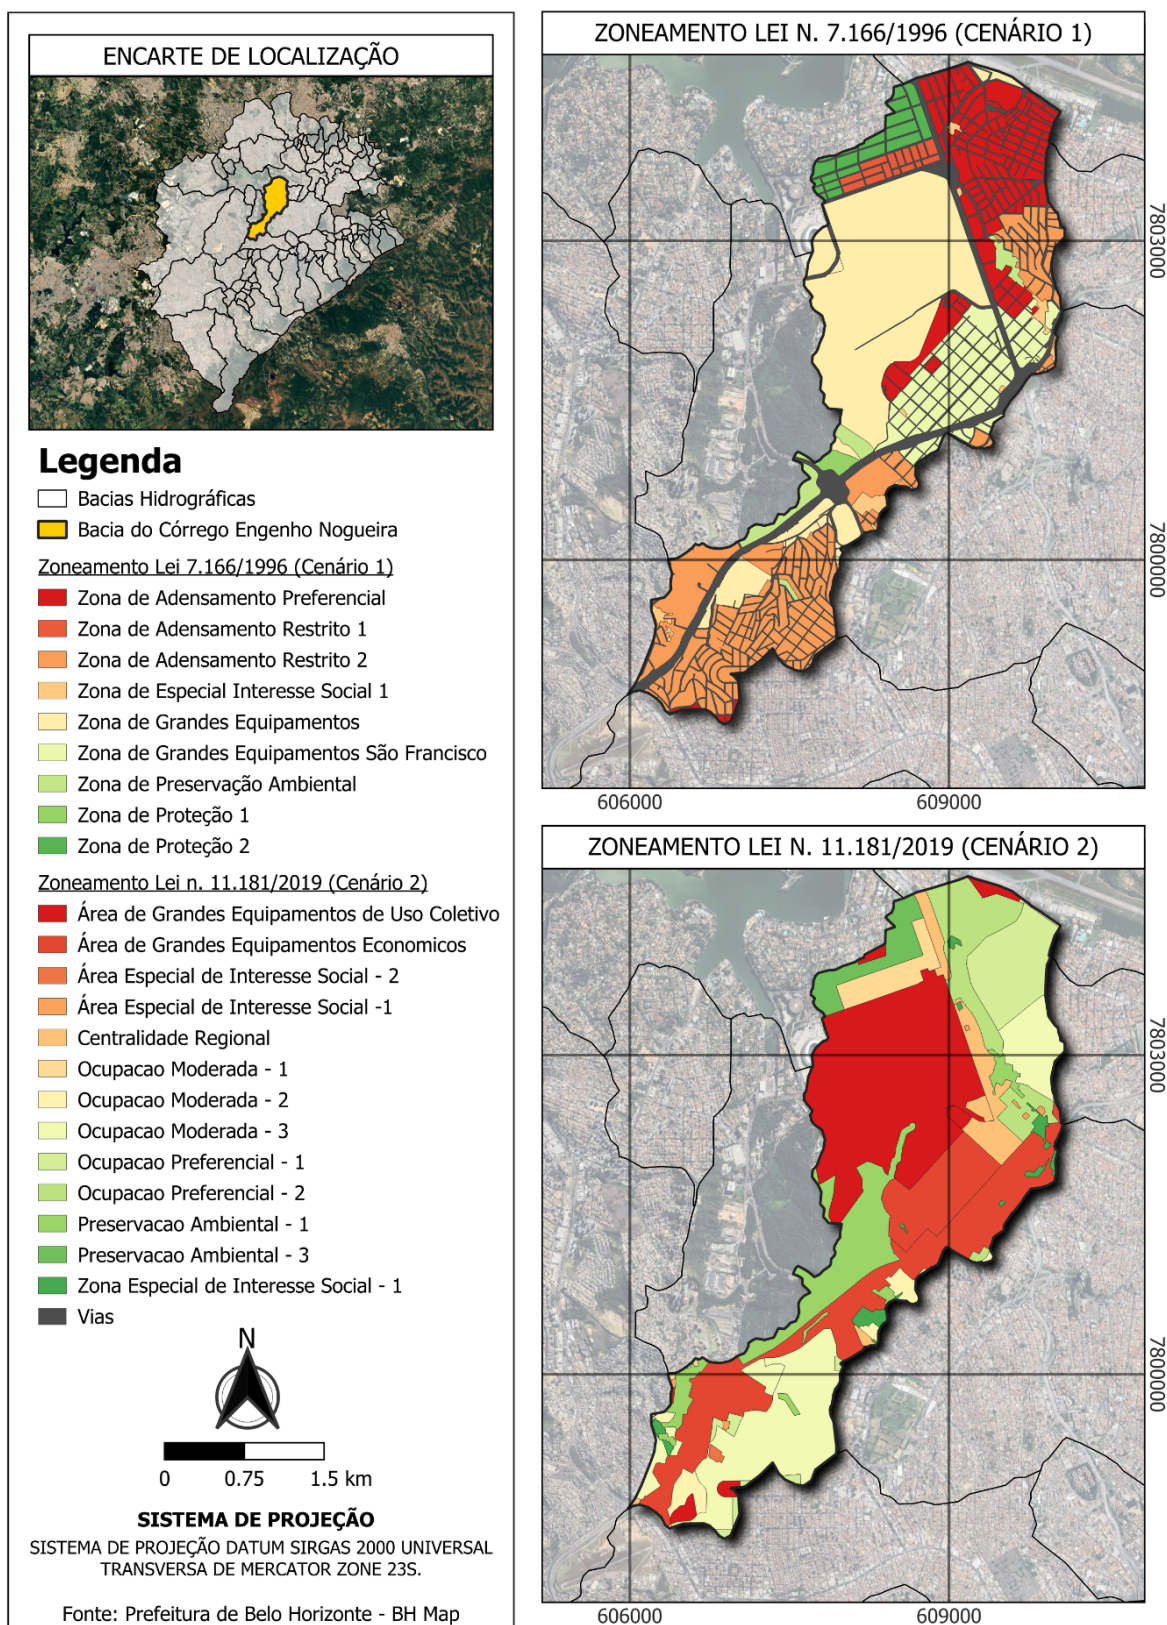 ENCARTE DE LOCALIZAÇÃO
Legenda
Bacias Hidrográficas
Bacia do Córrego Engenho Nogueira
Zoneamento Lei 7.166/1996 (Cenário 1)
Zona de Adensamento Preferencial
Zona de Adensamento Restrito 1
Zona de Adensamento Restrito 2
Zona de Especial Interesse Social 1
Zona de Grandes Equipamentos
Zona de Grandes Equipamentos São Francisco
Zona de Preservação Ambiental
Zona de Proteção 1
Zona de Proteção 2
Zoneamento Lei n. 11.181/2019 (Cenário 2)
Área de Grandes Equipamentos de Uso Coletivo
Área de Grandes Equipamentos Economicos
Área Especial de Interesse Social - 2
Área Especial de Interesse Social -1
Centralidade Regional
Ocupacao Moderada - 1
Ocupacao Moderada - 2
Ocupacao Moderada - 3
Ocupacao Preferencial - 1
Ocupacao Preferencial - 2
Preservacao Ambiental - 1
Preservacao Ambiental - 3
Zona Especial de Interesse Social - 1
Vias
N
0 0.75 1.5 km
SISTEMA DE PROJEÇÃO
SISTEMA DE PROJEÇÃO DATUM SIRGAS 2000 UNIVERSAL
TRANSVERSA DE MERCATOR ZONE 23S.
Fonte: Prefeitura de Belo Horizonte - BH Map
ZONEAMENTO LEI N. 7.166/1996 (CENÁRIO 1)
7803000
7800000
606000 609000
ZONEAMENTO LEI N. 11.181/2019 (CENÁRIO 2)
7803000
7800000
606000 609000